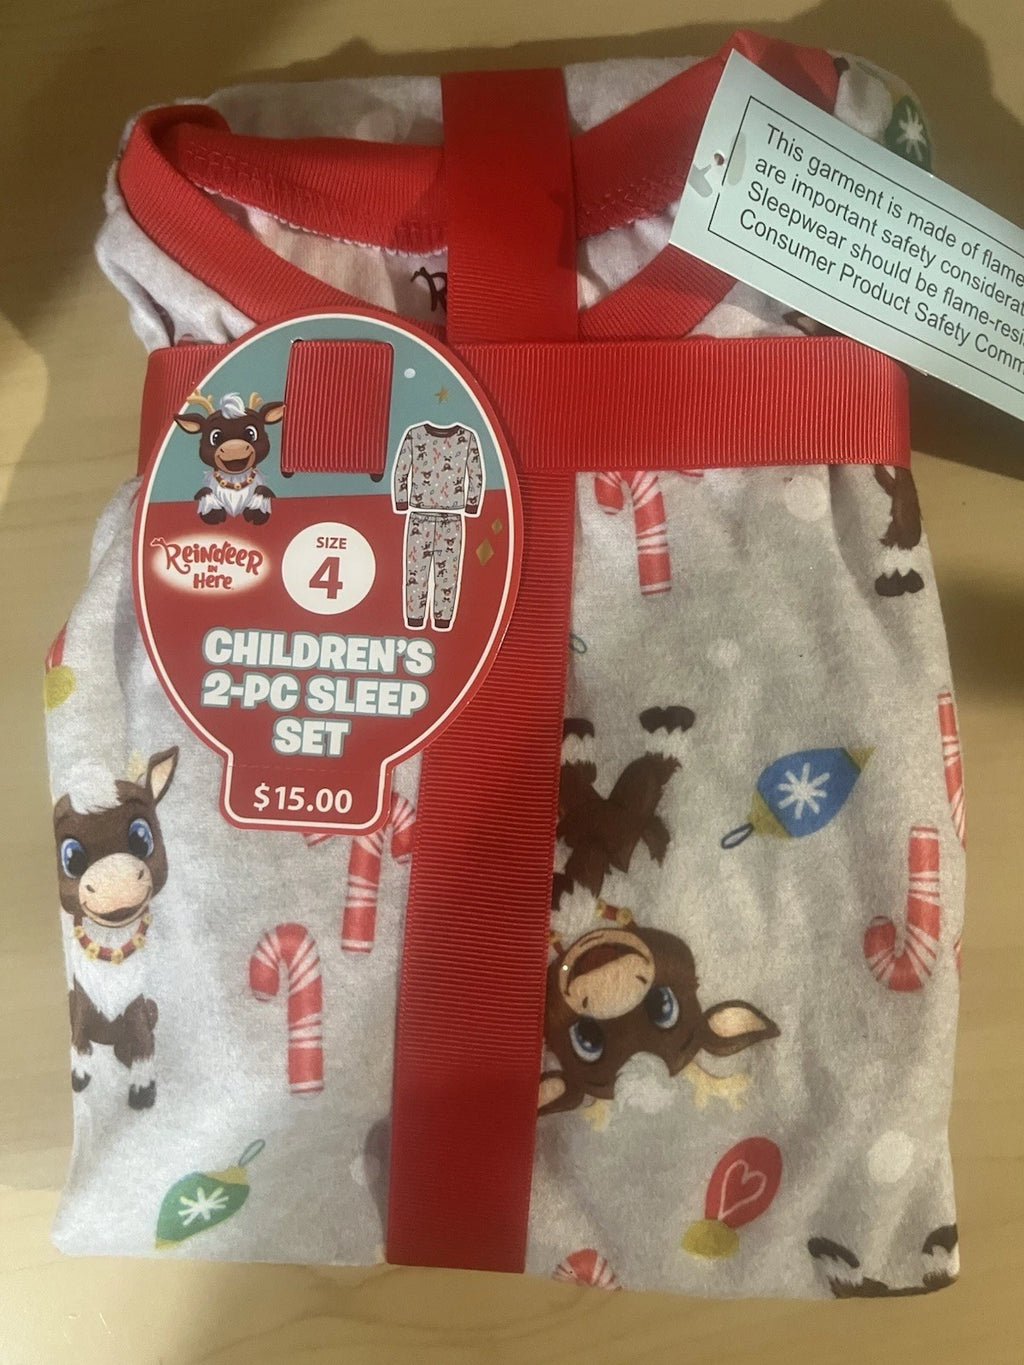 This garment is made of flame
are important safety considerat
Sleepwear should be flame-resi
Consumer Product Safety Comm
Reindeer
in
Here
SIZE
4
CHILDREN'S
2-PC SLEEP
SET
$15.00